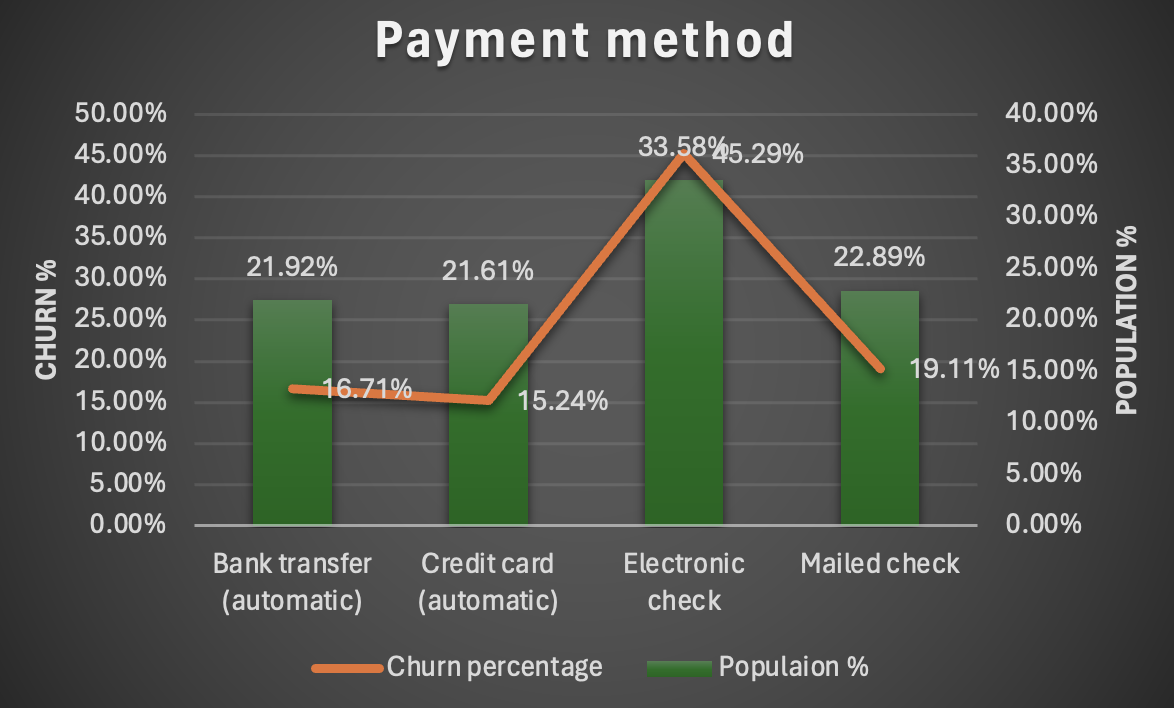 Payment method
50.00%
45.00%
40.00%
35.00%
30.00%
25.00%
20.00%
15.00%
10.00%
5.00%
0.00%
CHURN %
21.92%
21.61%
33.58%
45.29%
22.89%
16.71%
15.24%
19.11%
40.00%
35.00%
30.00%
25.00%
20.00%
15.00%
10.00%
5.00%
0.00%
POPULATION %
Bank transfer
(automatic)
Credit card
(automatic)
Electronic
check
Mailed check
Churn percentage
Populaion %